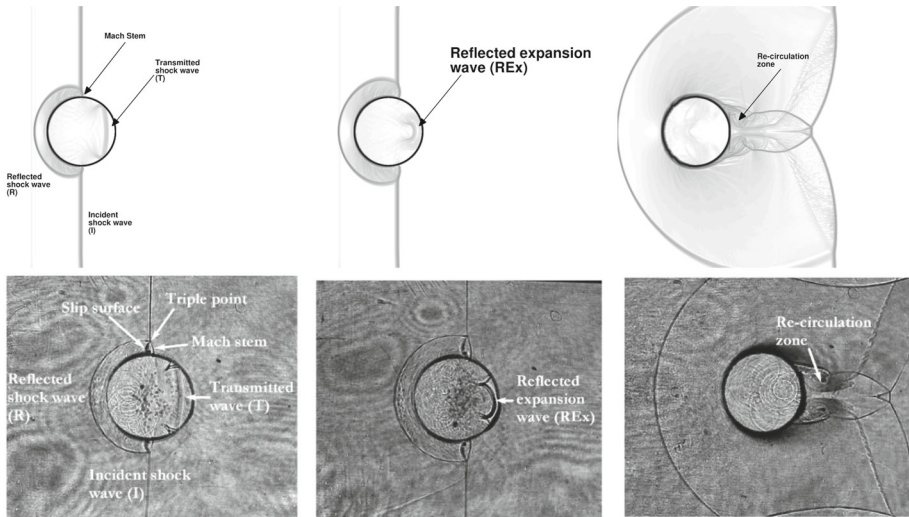 Mach Stem
Transmitted
shock wave
(T)
Reflected
shock wave
(R)
Incident
shock wave
(I)
Reflected expansion
wave (REx)
Re-circulation
zone
Slip surface
Triple point
Mach stem
Reflected
shock wave
(R)
Transmitted
wave (T)
Incident shock
wave (I)
Reflected
expansion
wave (REx)
Re-circulation
zone